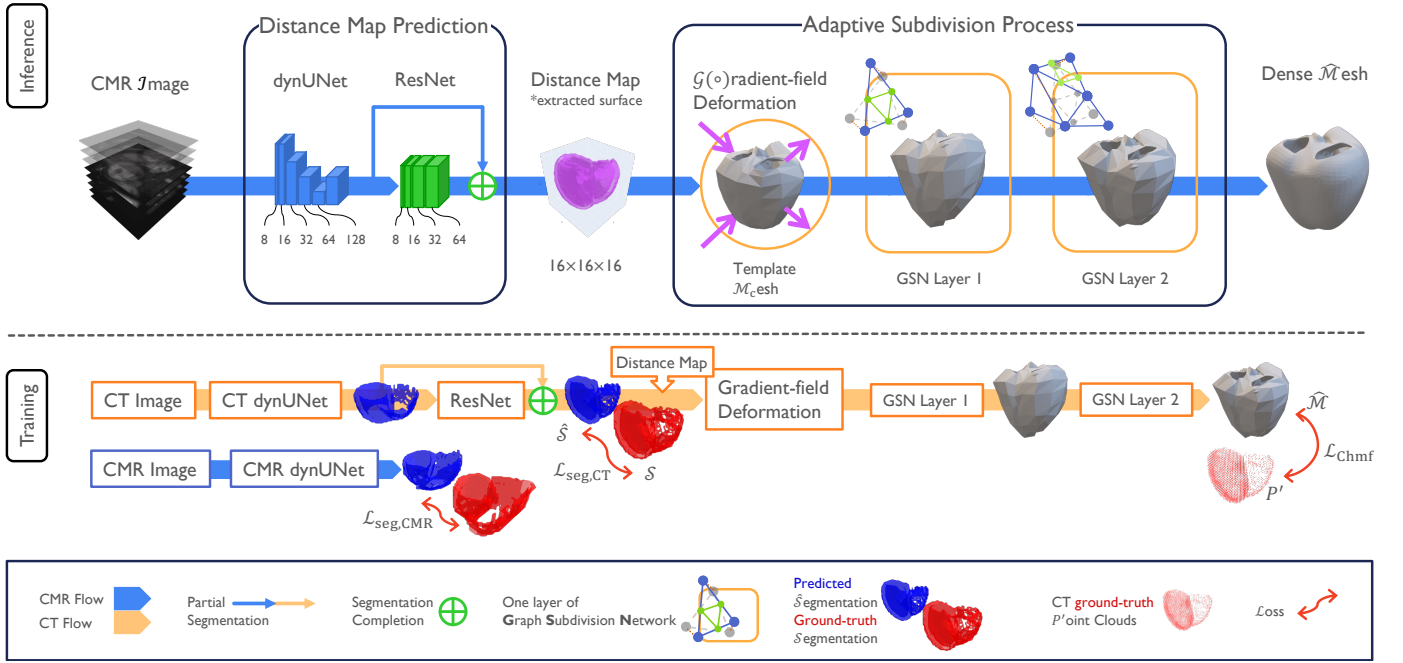 Inference
Distance Map Prediction
Adaptive Subdivision Process
CMR ℐmage
dynUNet
ResNet
Distance Map
*extracted surface
𝒢(∘)radient-field
Deformation
Dense ℳ̂esh
8 16 32 64 128
8 16 32 64
16×16×16
Template
ℳcesh
GSN Layer 1
GSN Layer 2
Training
Distance Map
CT Image
CT dynUNet
ResNet
Gradient-field
Deformation
GSN Layer 1
GSN Layer 2
ℳ̂
𝒮̂
ℒseg,CT
𝒮
ℒChmf
P′
CMR Image
CMR dynUNet
ℒseg,CMR
CMR Flow
CT Flow
Partial
Segmentation
Segmentation
Completion
One layer of
Graph Subdivision Network
Predicted
𝒮̂egmentation
Ground-truth
𝒮egmentation
CT ground-truth
P′oint Clouds
ℒoss